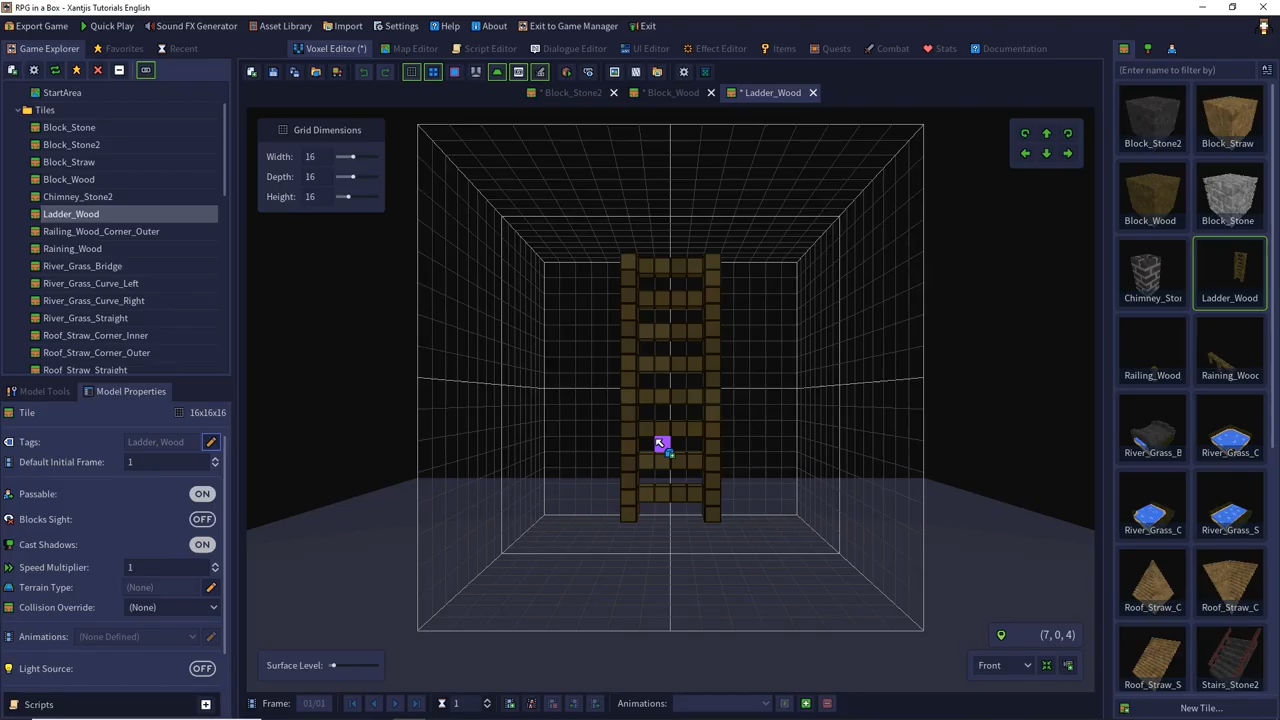 RPG in a Box — Xantjis Tutorials English
Export Game Quick Play Sound FX Generator Asset Library Import Settings Help About Exit to Game Manager Exit
Game Explorer Favorites Recent Voxel Editor (*) Map Editor Script Editor Dialogue Editor UI Editor Effect Editor Items Quests Combat Stats Documentation
(Enter name to filter by)
* Block_Stone2 * Block_Wood * Ladder_Wood
StartArea
Tiles
Block_Stone
Block_Stone2
Block_Straw
Block_Wood
Chimney_Stone2
Ladder_Wood
Railing_Wood_Corner_Outer
Raining_Wood
River_Grass_Bridge
River_Grass_Curve_Left
River_Grass_Curve_Right
River_Grass_Straight
Roof_Straw_Corner_Inner
Roof_Straw_Corner_Outer
Roof_Straw_Straight
Model Tools Model Properties
Tile 16x16x16
Tags: Ladder, Wood
Default Initial Frame: 1
Passable: ON
Blocks Sight: OFF
Cast Shadows: ON
Speed Multiplier: 1
Terrain Type: (None)
Collision Override: (None)
Animations: (None Defined)
Light Source: OFF
Scripts
Grid Dimensions
Width: 16
Depth: 16
Height: 16
(7, 0, 4)
Surface Level: Front
Frame: 01/01 1 Animations:
Block_Stone2 Block_Straw
Block_Wood Block_Stone
Chimney_Stor Ladder_Wood
Railing_Wood Raining_Wooc
River_Grass_B River_Grass_C
River_Grass_C River_Grass_S
Roof_Straw_C Roof_Straw_C
Roof_Straw_S Stairs_Stone2
New Tile...